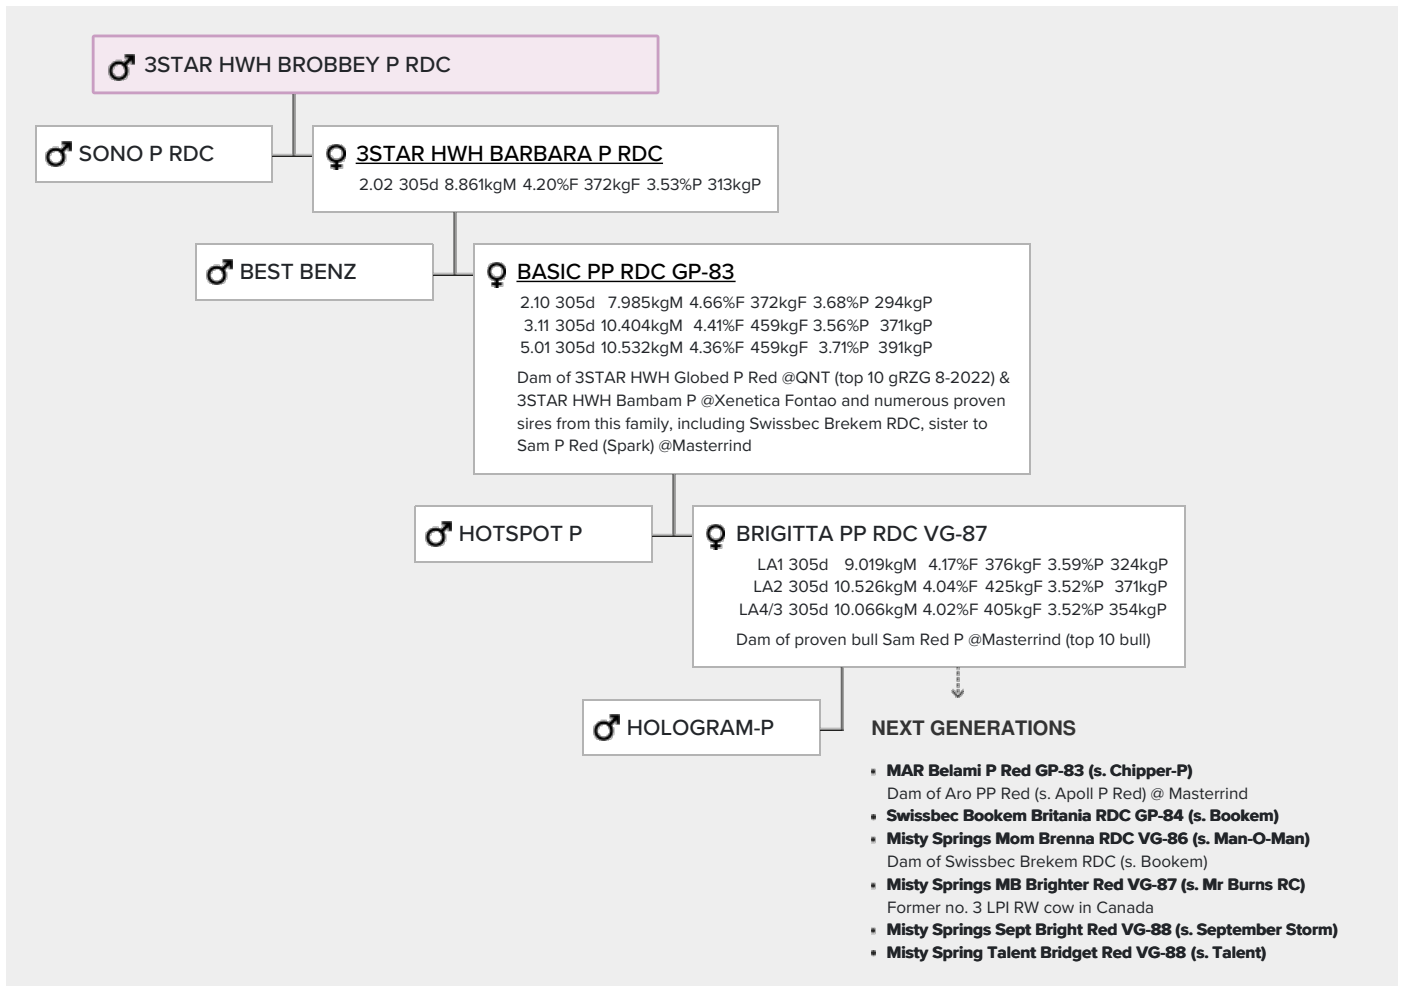 3STAR HWH BROBBEY P RDC
SONO P RDC
3STAR HWH BARBARA P RDC
2.02 305d 8.861kgM 4.20%F 372kgF 3.53%P 313kgP
BEST BENZ
BASIC PP RDC GP-83
2.10 305d 7.985kgM 4.66%F 372kgF 3.68%P 294kgP
3.11 305d 10.404kgM 4.41%F 459kgF 3.56%P 371kgP
5.01 305d 10.532kgM 4.36%F 459kgF 3.71%P 391kgP
Dam of 3STAR HWH Globed P Red @QNT (top 10 gRZG 8-2022) &
3STAR HWH Bambam P @Xenetica Fontao and numerous proven
sires from this family, including Swissbec Brekem RDC, sister to
Sam P Red (Spark) @Masterrind
HOTSPOT P
BRIGITTA PP RDC VG-87
LA1 305d 9.019kgM 4.17%F 376kgF 3.59%P 324kgP
LA2 305d 10.526kgM 4.04%F 425kgF 3.52%P 371kgP
LA4/3 305d 10.066kgM 4.02%F 405kgF 3.52%P 354kgP
Dam of proven bull Sam Red P @Masterrind (top 10 bull)
HOLOGRAM-P
NEXT GENERATIONS
▪ MAR Belami P Red GP-83 (s. Chipper-P)
Dam of Aro PP Red (s. Apoll P Red) @ Masterrind
▪ Swissbec Bookem Britania RDC GP-84 (s. Bookem)
▪ Misty Springs Mom Brenna RDC VG-86 (s. Man-O-Man)
Dam of Swissbec Brekem RDC (s. Bookem)
▪ Misty Springs MB Brighter Red VG-87 (s. Mr Burns RC)
Former no. 3 LPI RW cow in Canada
▪ Misty Springs Sept Bright Red VG-88 (s. September Storm)
▪ Misty Spring Talent Bridget Red VG-88 (s. Talent)